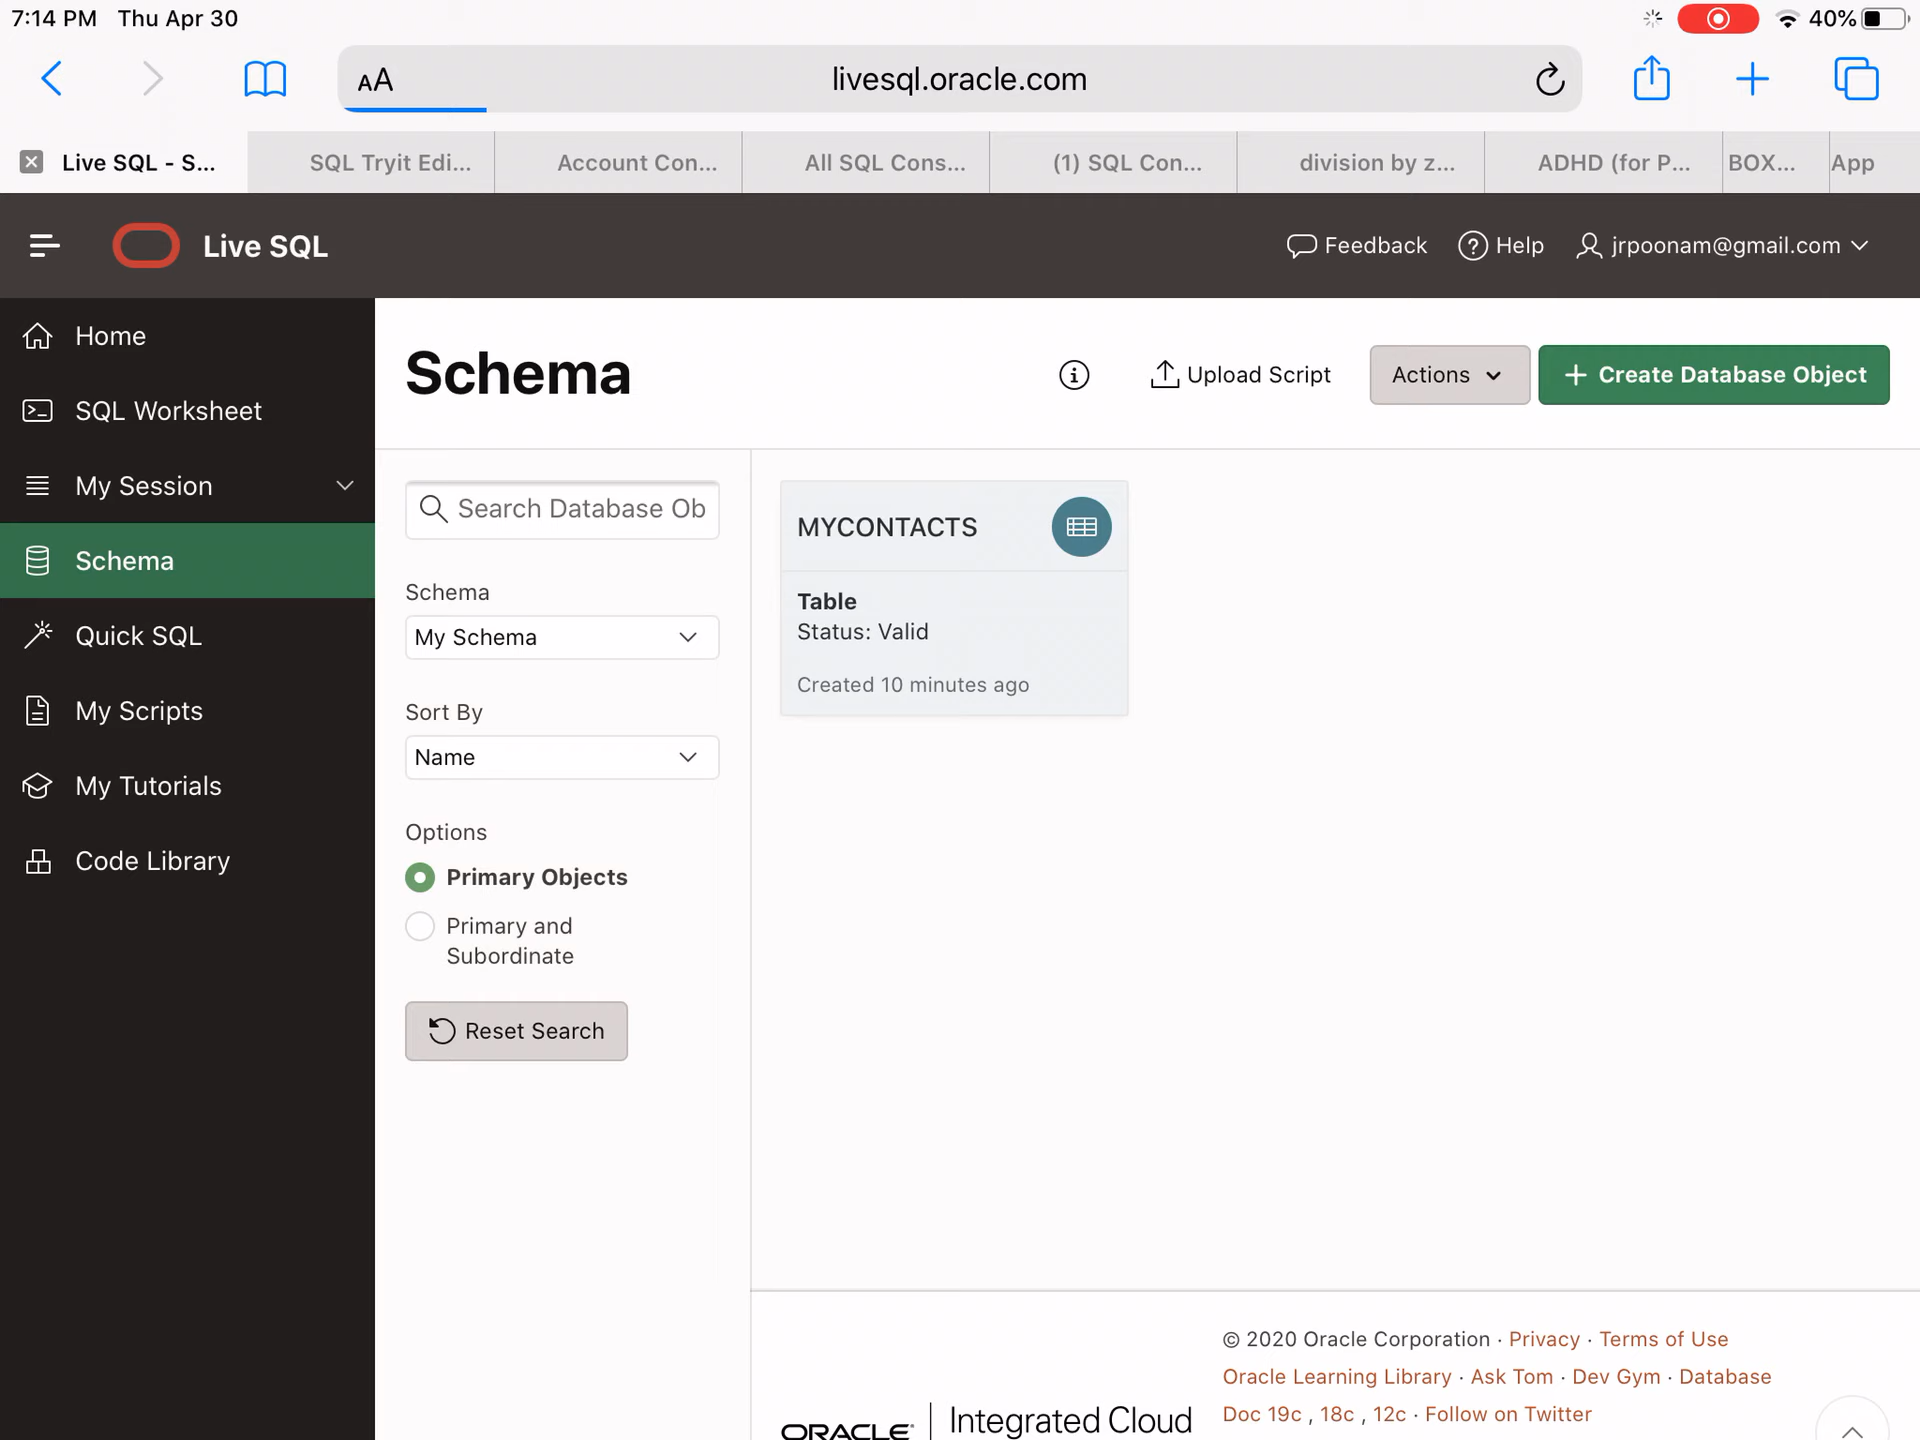 7:14 PM Thu Apr 30
40%
AA
livesql.oracle.com
Live SQL - S...
SQL Tryit Edi...
Account Con...
All SQL Cons...
(1) SQL Con...
division by z...
ADHD (for P...
BOX...
App
Live SQL
Feedback
Help
jrpoonam@gmail.com
Home
SQL Worksheet
My Session
Schema
Quick SQL
My Scripts
My Tutorials
Code Library
Schema
Upload Script
Actions
Create Database Object
Search Database Ob
Schema
My Schema
Sort By
Name
Options
Primary Objects
Primary and
Subordinate
Reset Search
MYCONTACTS
Table
Status: Valid
Created 10 minutes ago
© 2020 Oracle Corporation · Privacy · Terms of Use
Oracle Learning Library · Ask Tom · Dev Gym · Database
Doc 19c , 18c , 12c · Follow on Twitter
ORACLE
Integrated Cloud